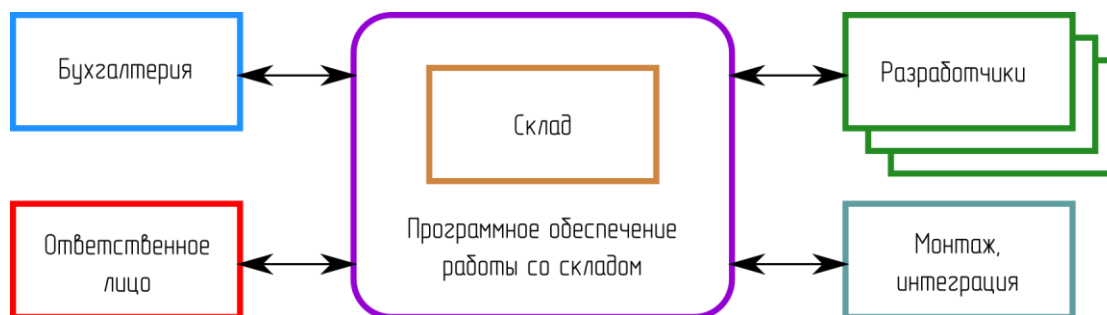 Бухгалтерия
Склад
Разработчики
Ответственное
лицо
Программное обеспечение
работы со складом
Монтаж,
интеграция